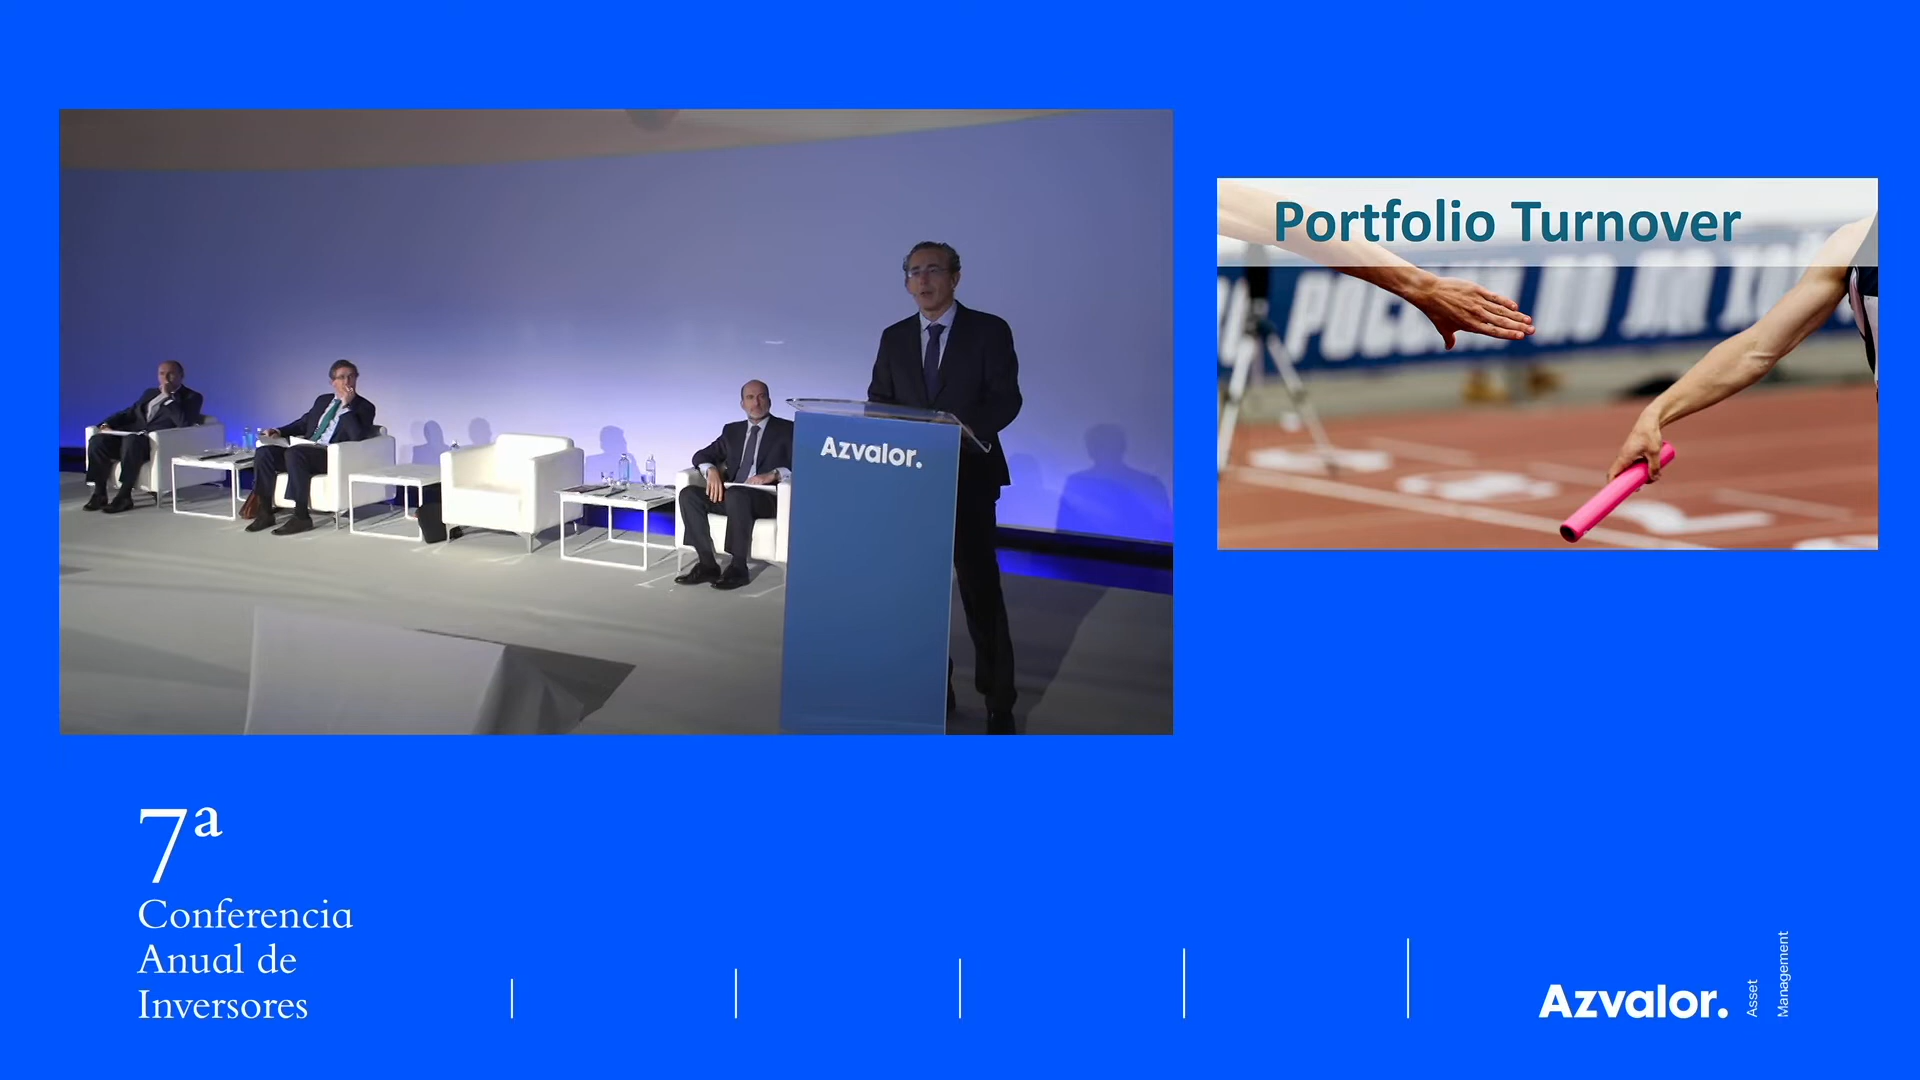 Portfolio Turnover
Azvalor.
7ª
Conferencia
Anual de
Inversores
Azvalor.
Asset
Management